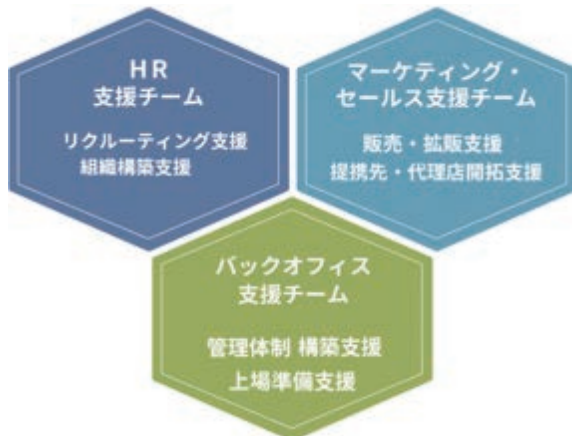 HR
支援チーム
リクルーティング支援
組織構築支援
マーケティング・
セールス支援チーム
販売・拡販支援
提携先・代理店開拓支援
バックオフィス
支援チーム
管理体制 構築支援
上場準備支援